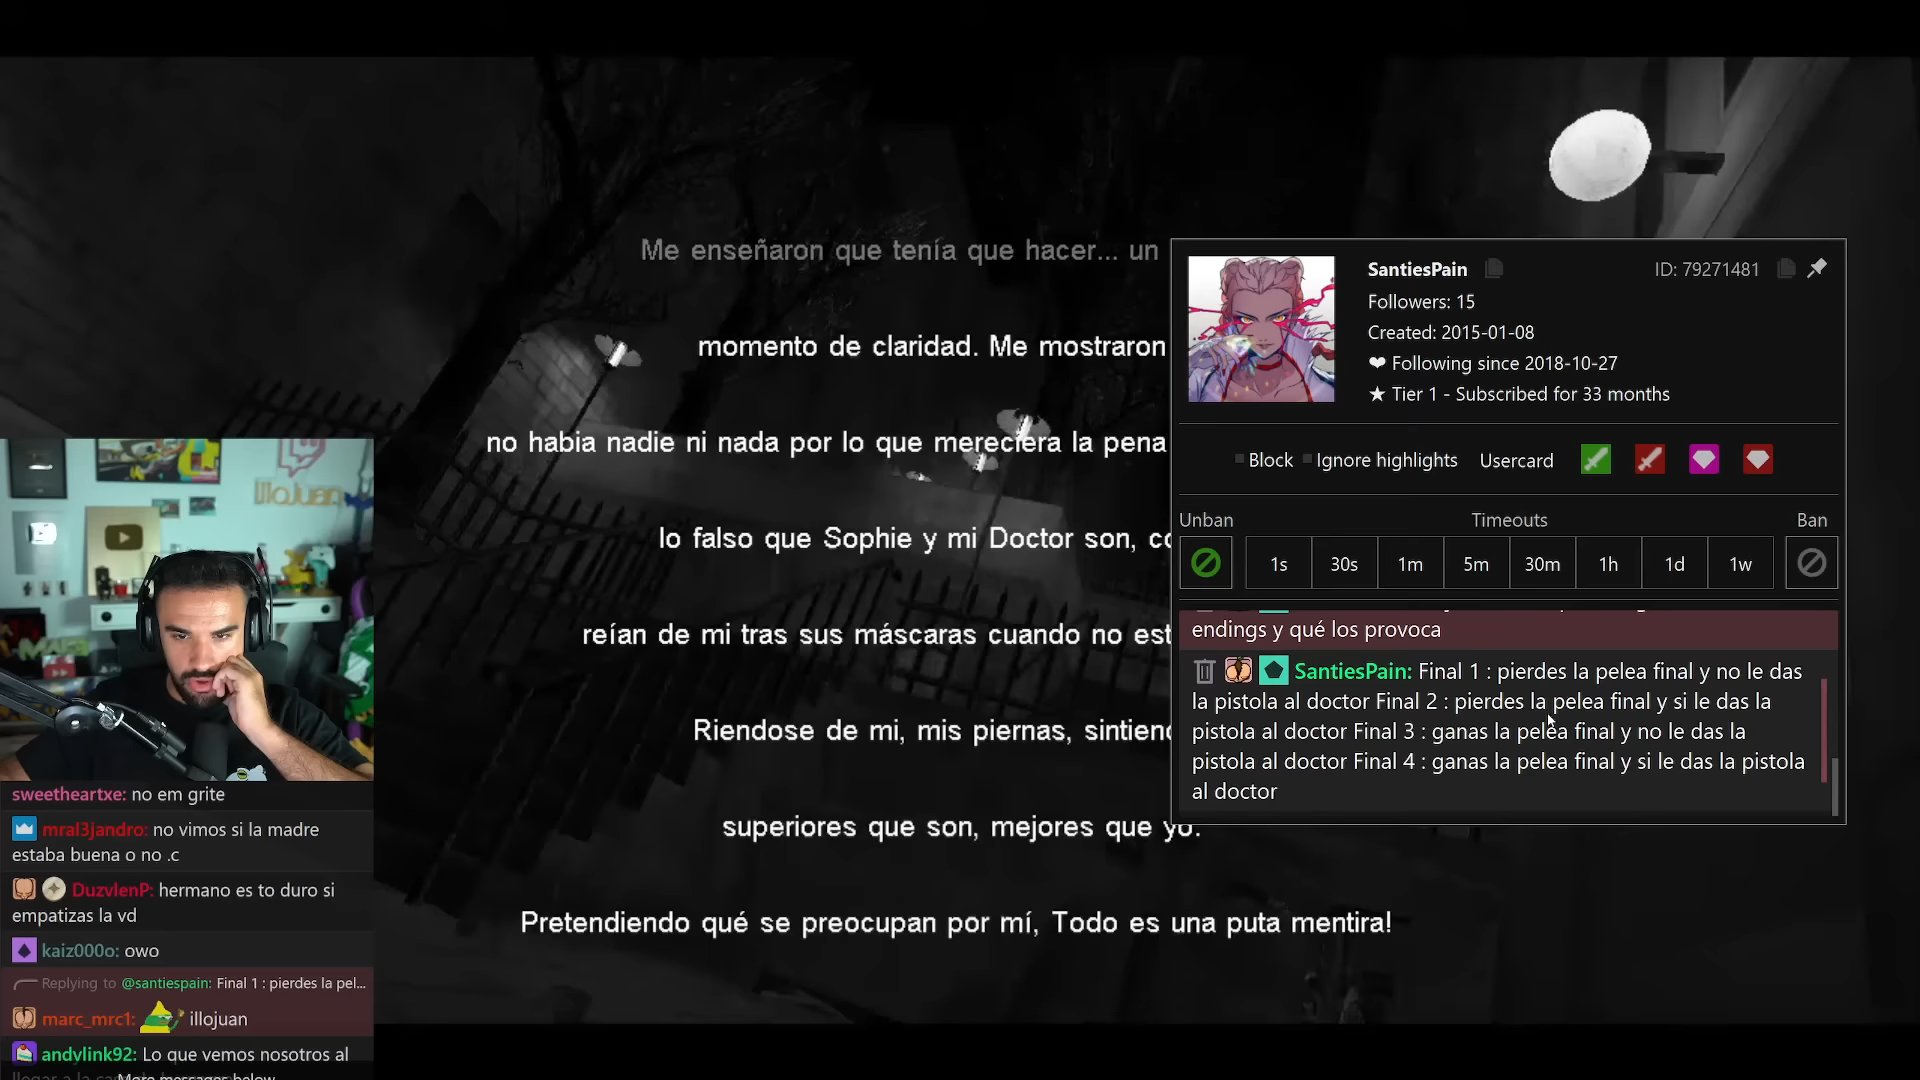 Me enseñaron que tenía que hacer... un
momento de claridad. Me mostraron
no habia nadie ni nada por lo que mereciera la pena
lo falso que Sophie y mi Doctor son,
reían de mi tras sus máscaras cuando no
Riendose de mi, mis piernas,
superiores que son, mejores que yo.
Pretendiendo qué se preocupan por mí, Todo es una puta mentira!
SantiesPain
ID: 79271481
Followers: 15
Created: 2015-01-08
❤ Following since 2018-10-27
★ Tier 1 - Subscribed for 33 months
Block
Ignore highlights
Usercard
Unban
Timeouts
Ban
1s
30s
1m
5m
30m
1h
1d
1w
endings y qué los provoca
SantiesPain: Final 1 : pierdes la pelea final y no le das
la pistola al doctor Final 2 : pierdes la pelea final y si le das la
pistola al doctor Final 3 : ganas la pelea final y no le das la
pistola al doctor Final 4 : ganas la pelea final y si le das la pistola
al doctor
illoJuan
sweetheartxe: no em grite
mral3jandro: no vimos si la madre
estaba buena o no .c
DuzvlenP: hermano es to duro si
empatizas la vd
kaiz000o: owo
Replying to @santiespain: Final 1 : pierdes la pel...
marc_mrc1: illojuan
andylink92: Lo que vemos nosotros al
More messages below